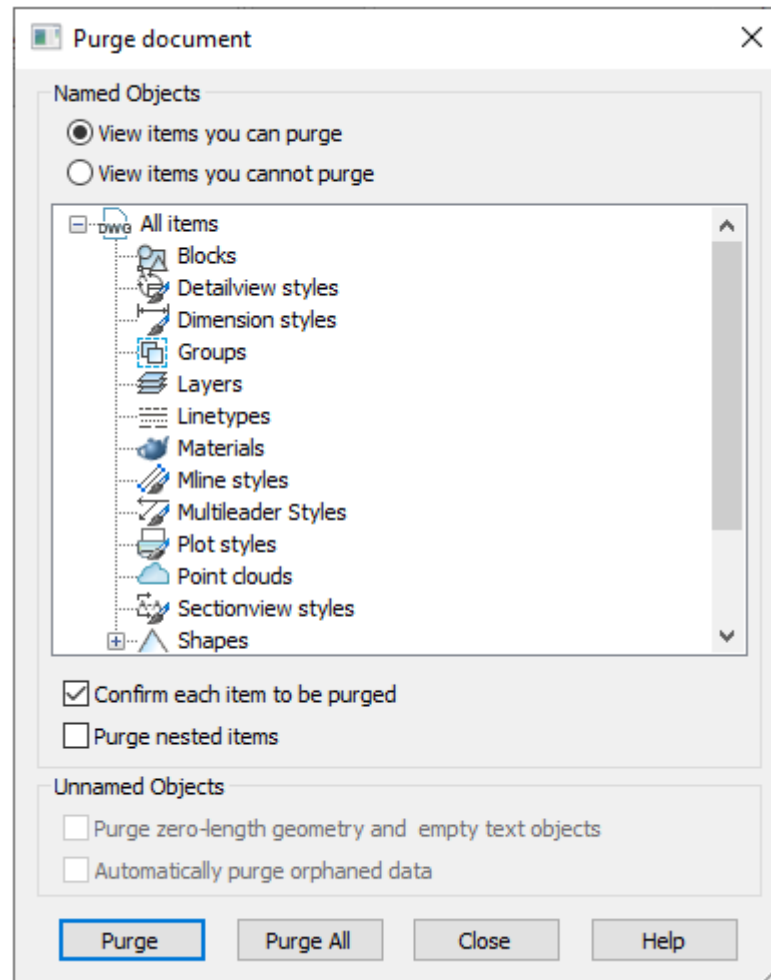 Purge document
Named Objects
View items you can purge
View items you cannot purge
DWG All items
Blocks
Detailview styles
Dimension styles
Groups
Layers
Linetypes
Materials
Mline styles
Multileader Styles
Plot styles
Point clouds
Sectionview styles
Shapes
Confirm each item to be purged
Purge nested items
Unnamed Objects
Purge zero-length geometry and  empty text objects
Automatically purge orphaned data
Purge Purge All Close Help